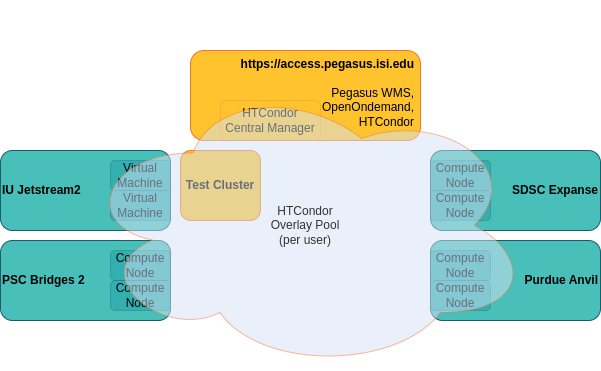 https://access.pegasus.isi.edu
Pegasus WMS,
OpenOndemand,
HTCondor
HTCondor
Central Manager
IU Jetstream2
Virtual
Machine
Virtual
Machine
Test Cluster
HTCondor
Overlay Pool
(per user)
Compute
Node
Compute
Node
SDSC Expanse
PSC Bridges 2
Compute
Node
Compute
Node
Compute
Node
Compute
Node
Purdue Anvil